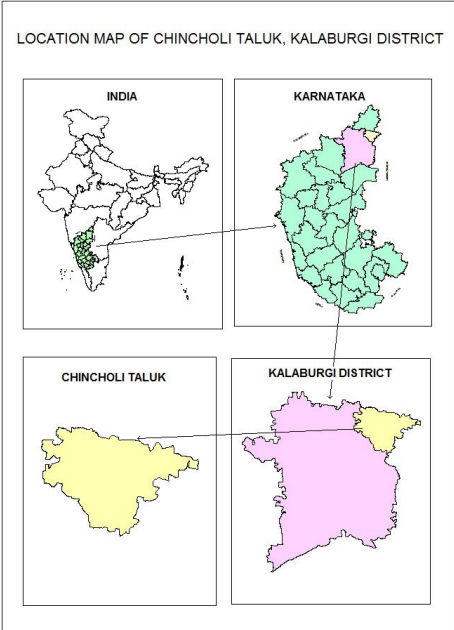 LOCATION MAP OF CHINCHOLI TALUK, KALABURGI DISTRICT
INDIA
KARNATAKA
CHINCHOLI TALUK
KALABURGI DISTRICT